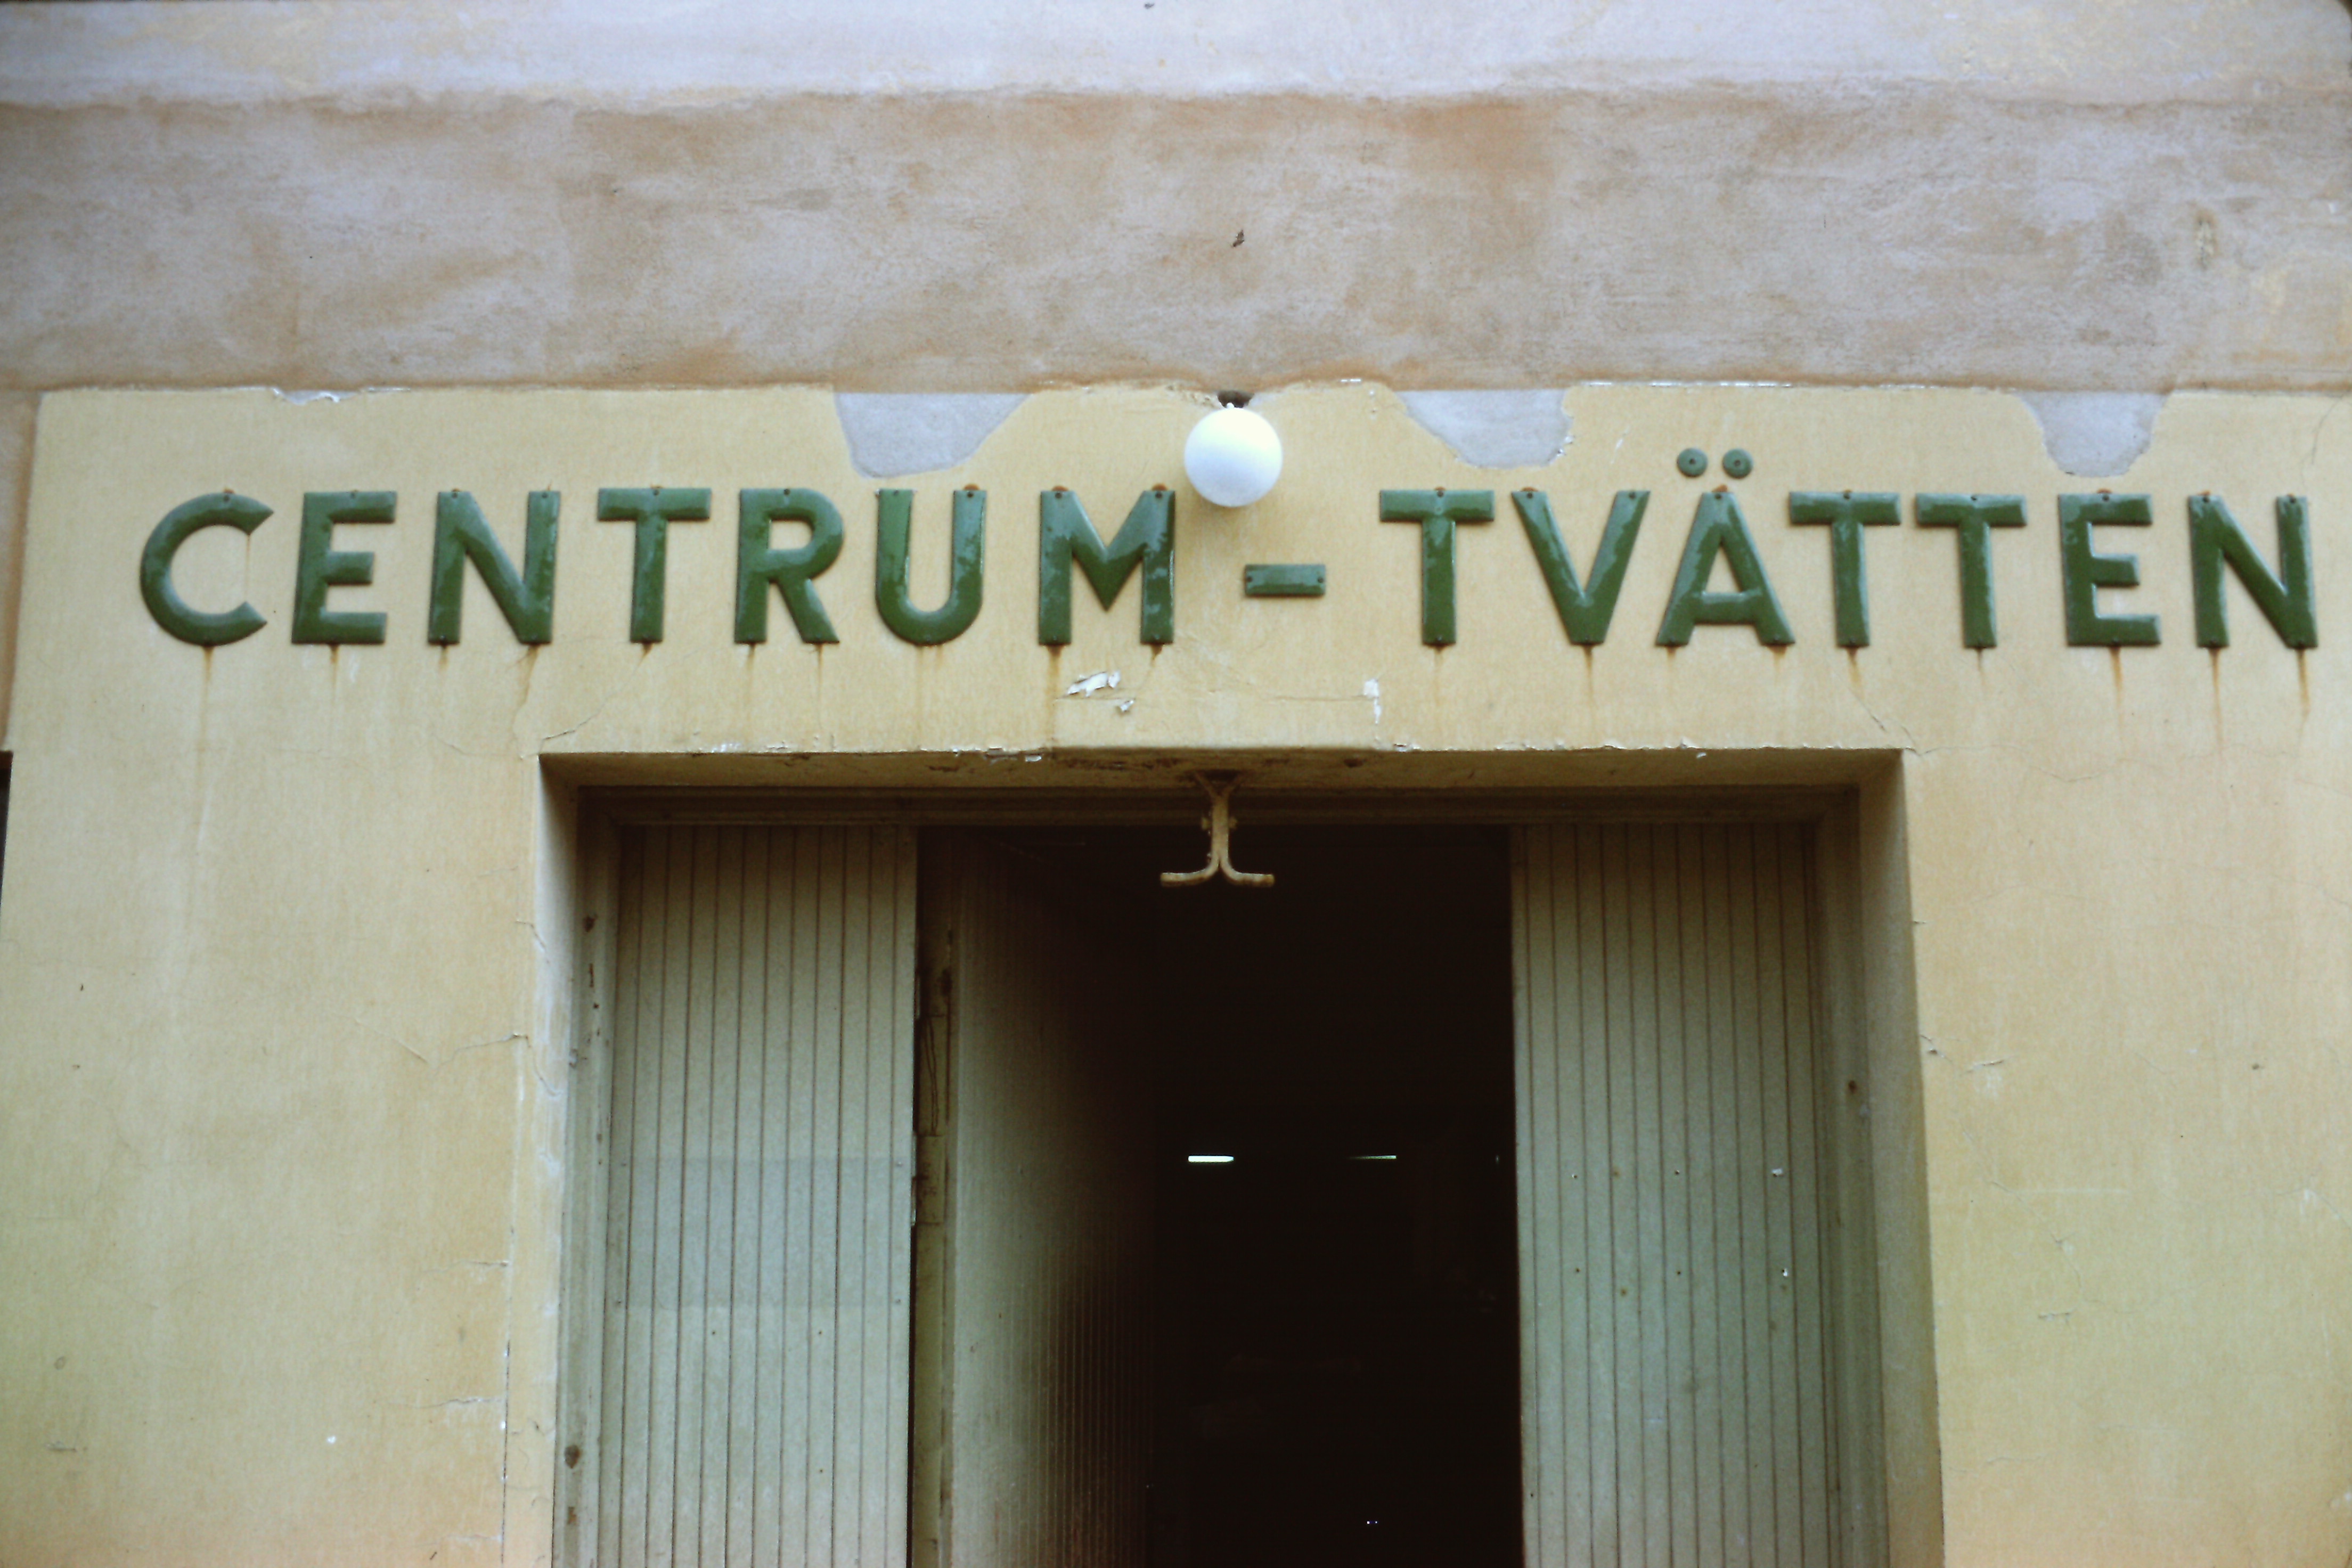 CENTRUM - TVÄTTEN